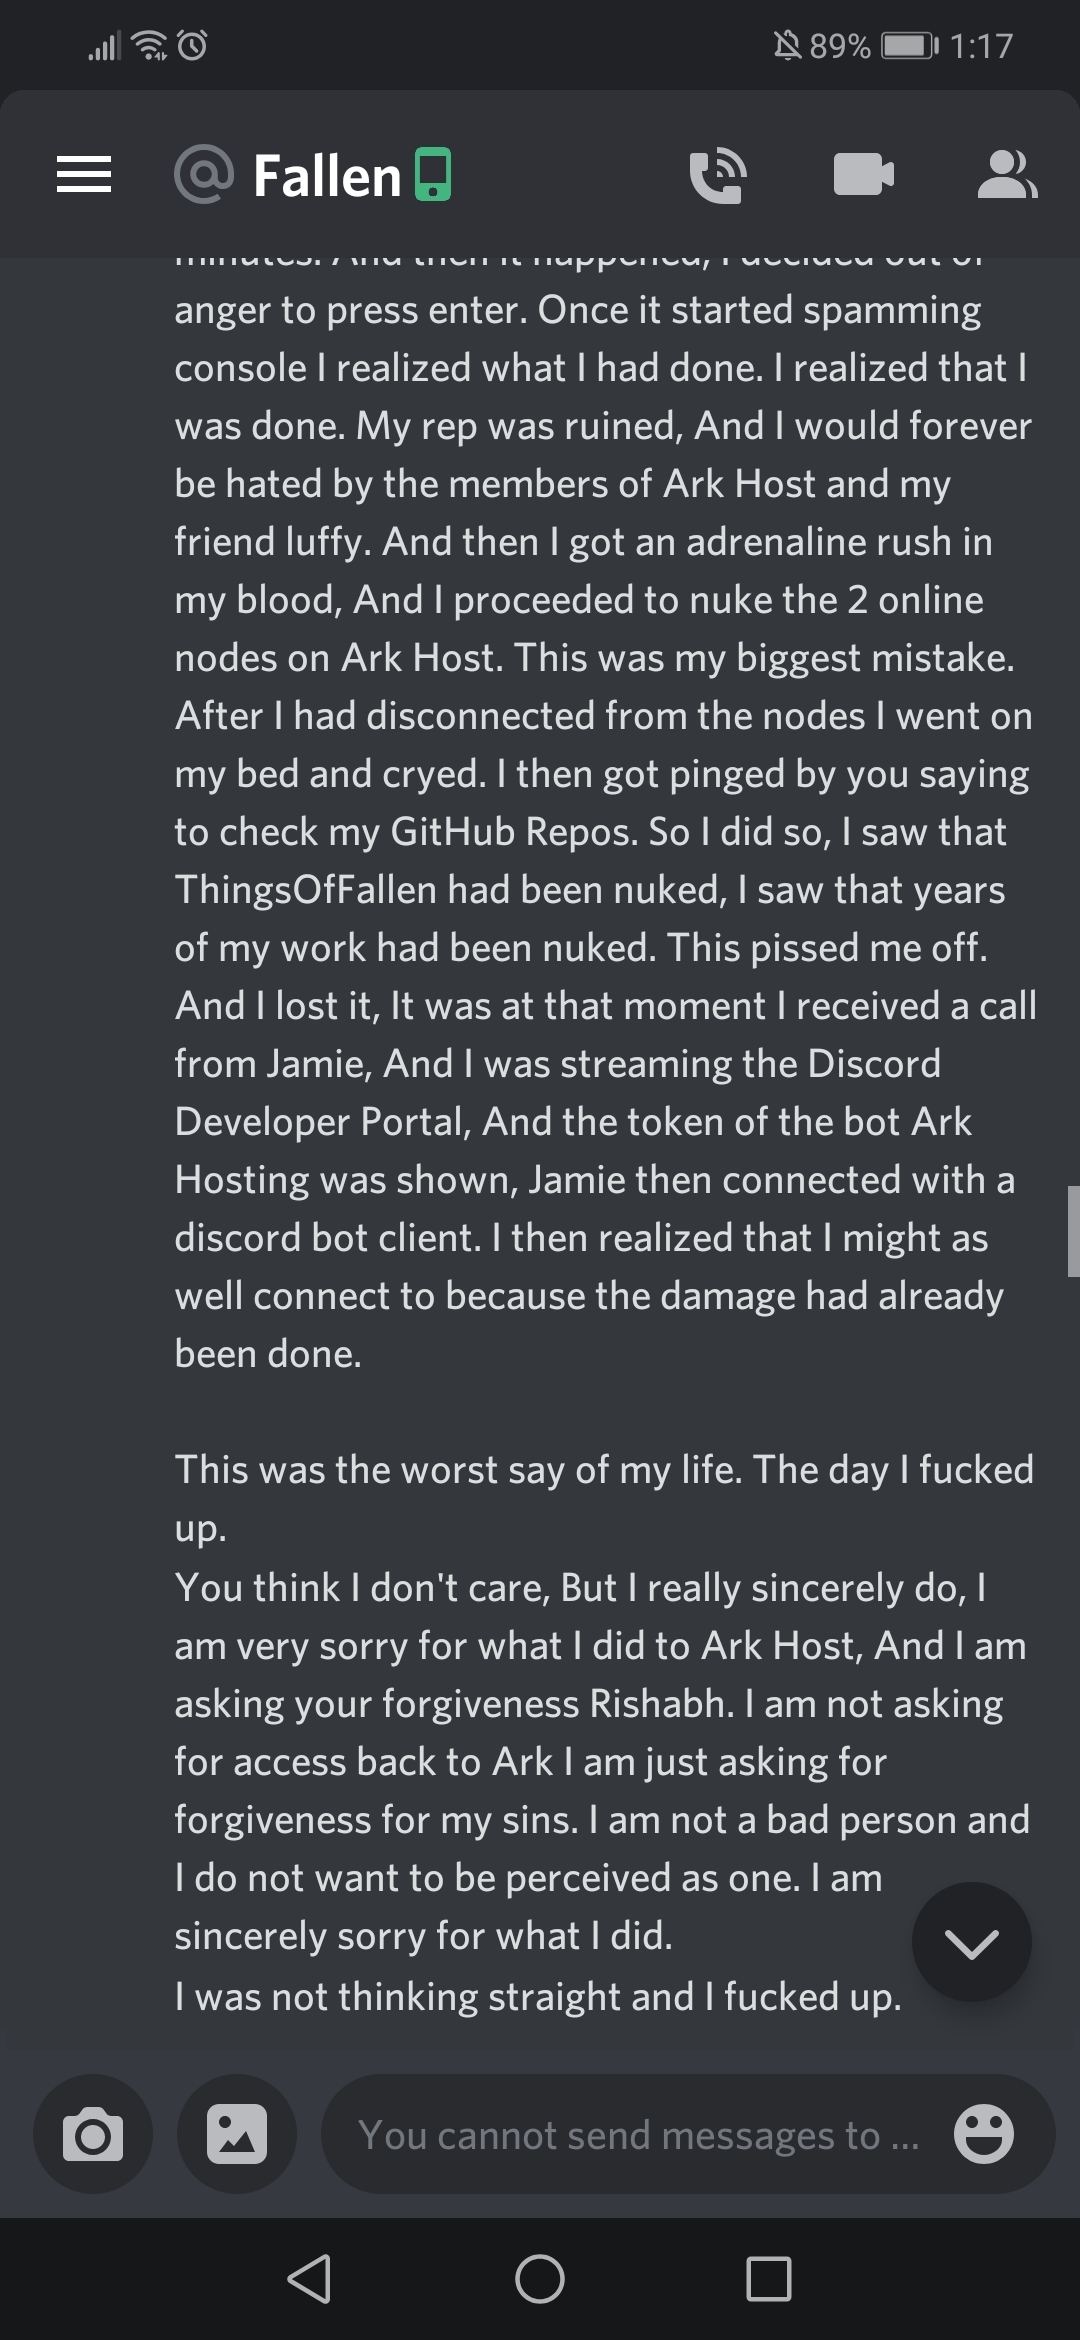 89% 1:17
@ Fallen
minutes. And then it happened, I decided out of
anger to press enter. Once it started spamming
console I realized what I had done. I realized that I
was done. My rep was ruined, And I would forever
be hated by the members of Ark Host and my
friend luffy. And then I got an adrenaline rush in
my blood, And I proceeded to nuke the 2 online
nodes on Ark Host. This was my biggest mistake.
After I had disconnected from the nodes I went on
my bed and cryed. I then got pinged by you saying
to check my GitHub Repos. So I did so, I saw that
ThingsOfFallen had been nuked, I saw that years
of my work had been nuked. This pissed me off.
And I lost it, It was at that moment I received a call
from Jamie, And I was streaming the Discord
Developer Portal, And the token of the bot Ark
Hosting was shown, Jamie then connected with a
discord bot client. I then realized that I might as
well connect to because the damage had already
been done.
This was the worst say of my life. The day I fucked
up.
You think I don't care, But I really sincerely do, I
am very sorry for what I did to Ark Host, And I am
asking your forgiveness Rishabh. I am not asking
for access back to Ark I am just asking for
forgiveness for my sins. I am not a bad person and
I do not want to be perceived as one. I am
sincerely sorry for what I did.
I was not thinking straight and I fucked up.
You cannot send messages to ...